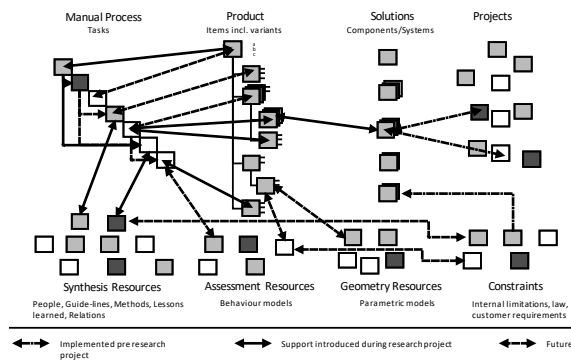 Manual Process
Tasks
Product
Items incl. variants
Solutions
Components/Systems
Projects
a
b
c
Synthesis Resources
People, Guide-lines, Methods, Lessons
learned, Relations
Assessment Resources
Behaviour models
Geometry Resources
Parametric models
Constraints
Internal limitations, law,
customer requirements
Implemented pre research
project
Support introduced during research project
Future